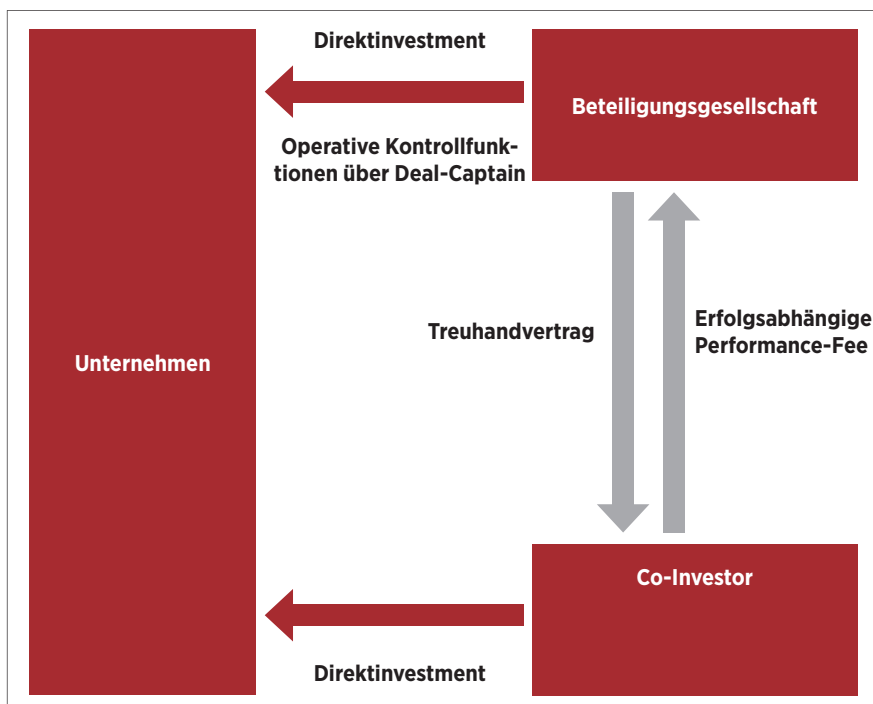 Direktinvestment
Beteiligungsgesellschaft
Operative Kontrollfunk-
tionen über Deal-Captain
Treuhandvertrag
Erfolgsabhängige
Performance-Fee
Unternehmen
Co-Investor
Direktinvestment